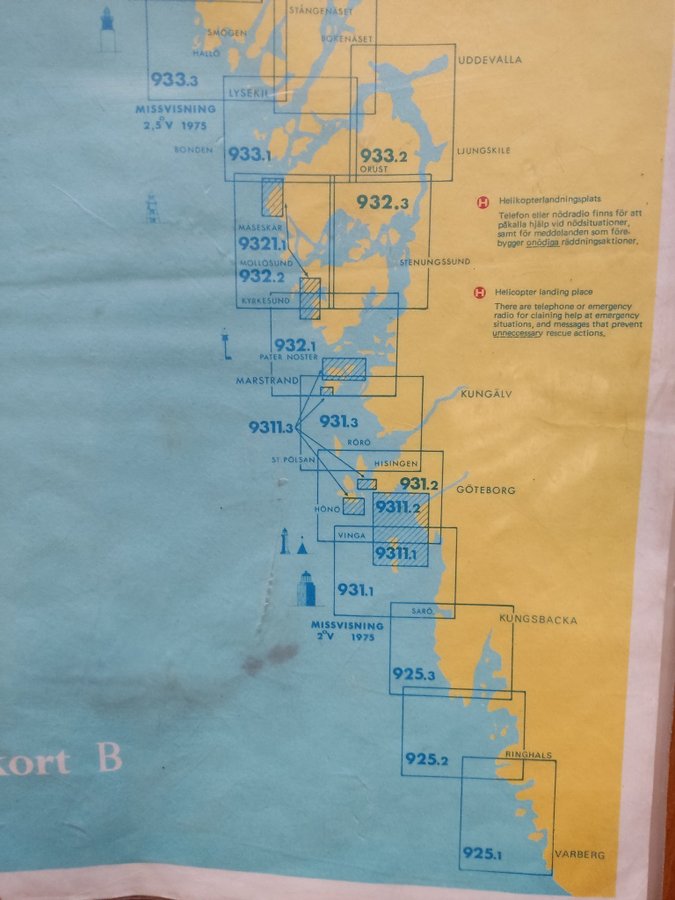 STÅNGENÄSET
SMÖGEN
BOKENÄSET
HÅLLÖ
UDDEVALLA
933.3
LYSEKIL
MISSVISNING
2,5°V 1975
BONDEN
933.1
933.2
LJUNGSKILE
ORUST
932.3
H Helikopterlandningsplats
Telefon eller nödradio finns för att
påkalla hjälp vid nödsituationer,
samt för meddelanden som före-
bygger onödiga räddningsaktioner.
MÅSESKÄR
9321.1
MOLLÖSUND
932.2
STENUNGSSUND
KYRKESUND
H Helicopter landing place
There are telephone or emergency
radio for claining help at emergency
situations, and messages that prevent
unneccessary rescue actions.
932.1
PATER NOSTER
MARSTRAND
KUNGÄLV
9311.3
931.3
RÖRÖ
ST PÖLSAN
HISINGEN
931.2
GÖTEBORG
HÖNÖ
9311.2
VINGA
9311.1
931.1
SÄRÖ
MISSVISNING
2°V 1975
KUNGSBACKA
925.3
kort B
925.2
RINGHALS
925.1
VARBERG